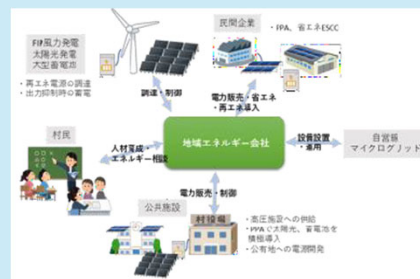 FIP風力発電
太陽光発電
大型蓄電池
・再エネ電源の調達
・出力抑制時の蓄電
民間企業
・PPA、省エネESCO
調達・制御
電力販売・省エネ
・再エネ導入
村民
人材育成・
エネルギー相談
地域エネルギー会社
設備設置
・運用
自営線
マイクログリッド
電力販売・制御
公共施設
村役場
・高圧施設への供給
・PPAで太陽光、蓄電池を
積極導入
・公有地への電源開発